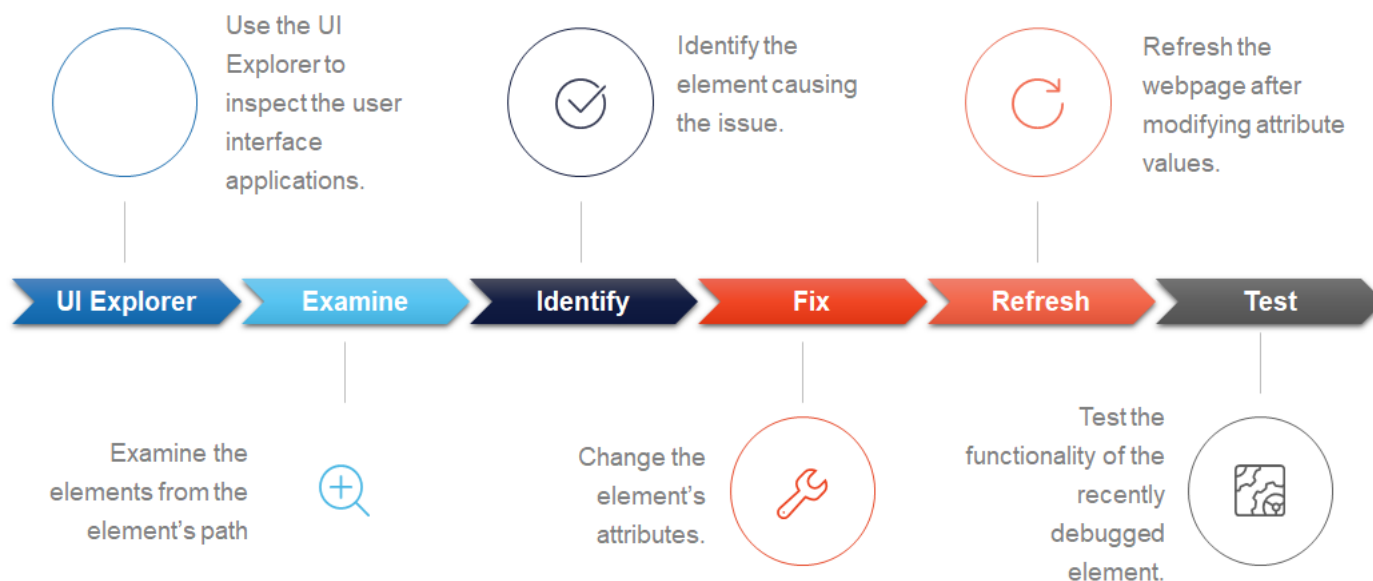 Use the UI
Explorer to
inspect the user
interface
applications.
Identify the
element causing
the issue.
Refresh the
webpage after
modifying attribute
values.
UI Explorer
Examine
Identify
Fix
Refresh
Test
Examine the
elements from the
element's path
Change the
element's
attributes.
Test the
functionality of the
recently
debugged
element.